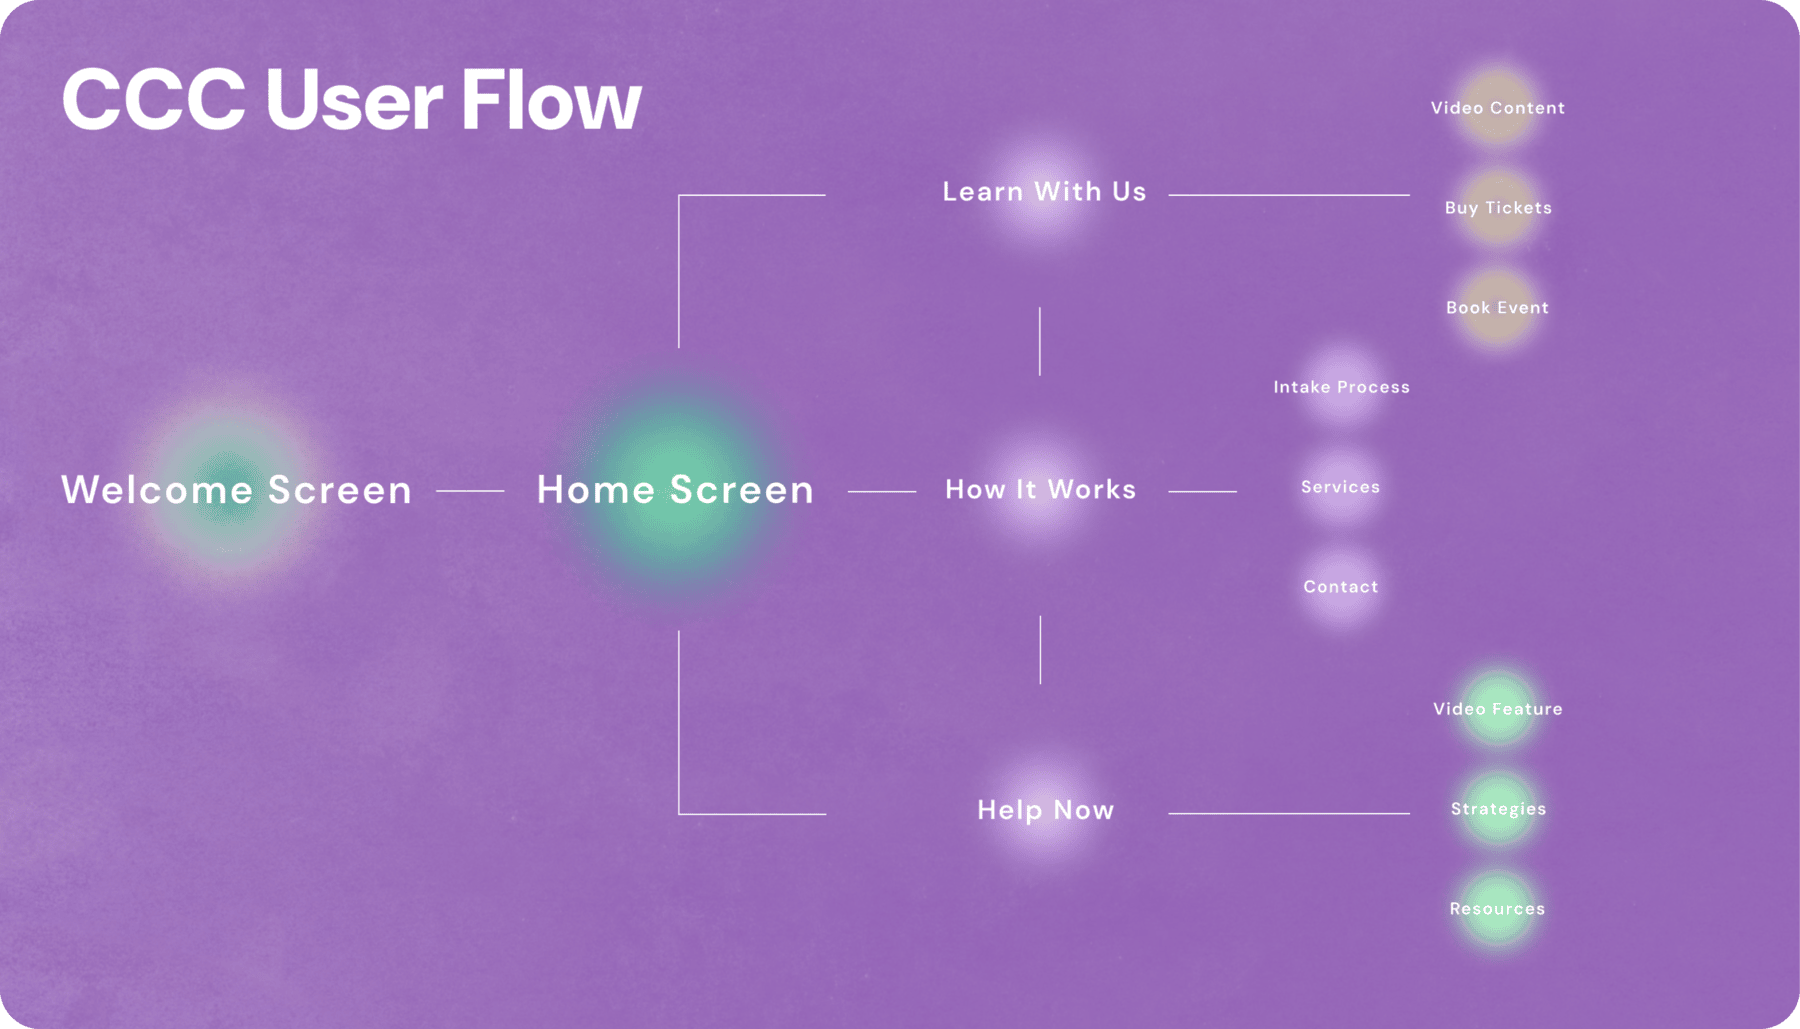 CCC User Flow
Welcome Screen
Home Screen
Learn With Us
Video Content
Buy Tickets
Book Event
How It Works
Intake Process
Services
Contact
Help Now
Video Feature
Strategies
Resources